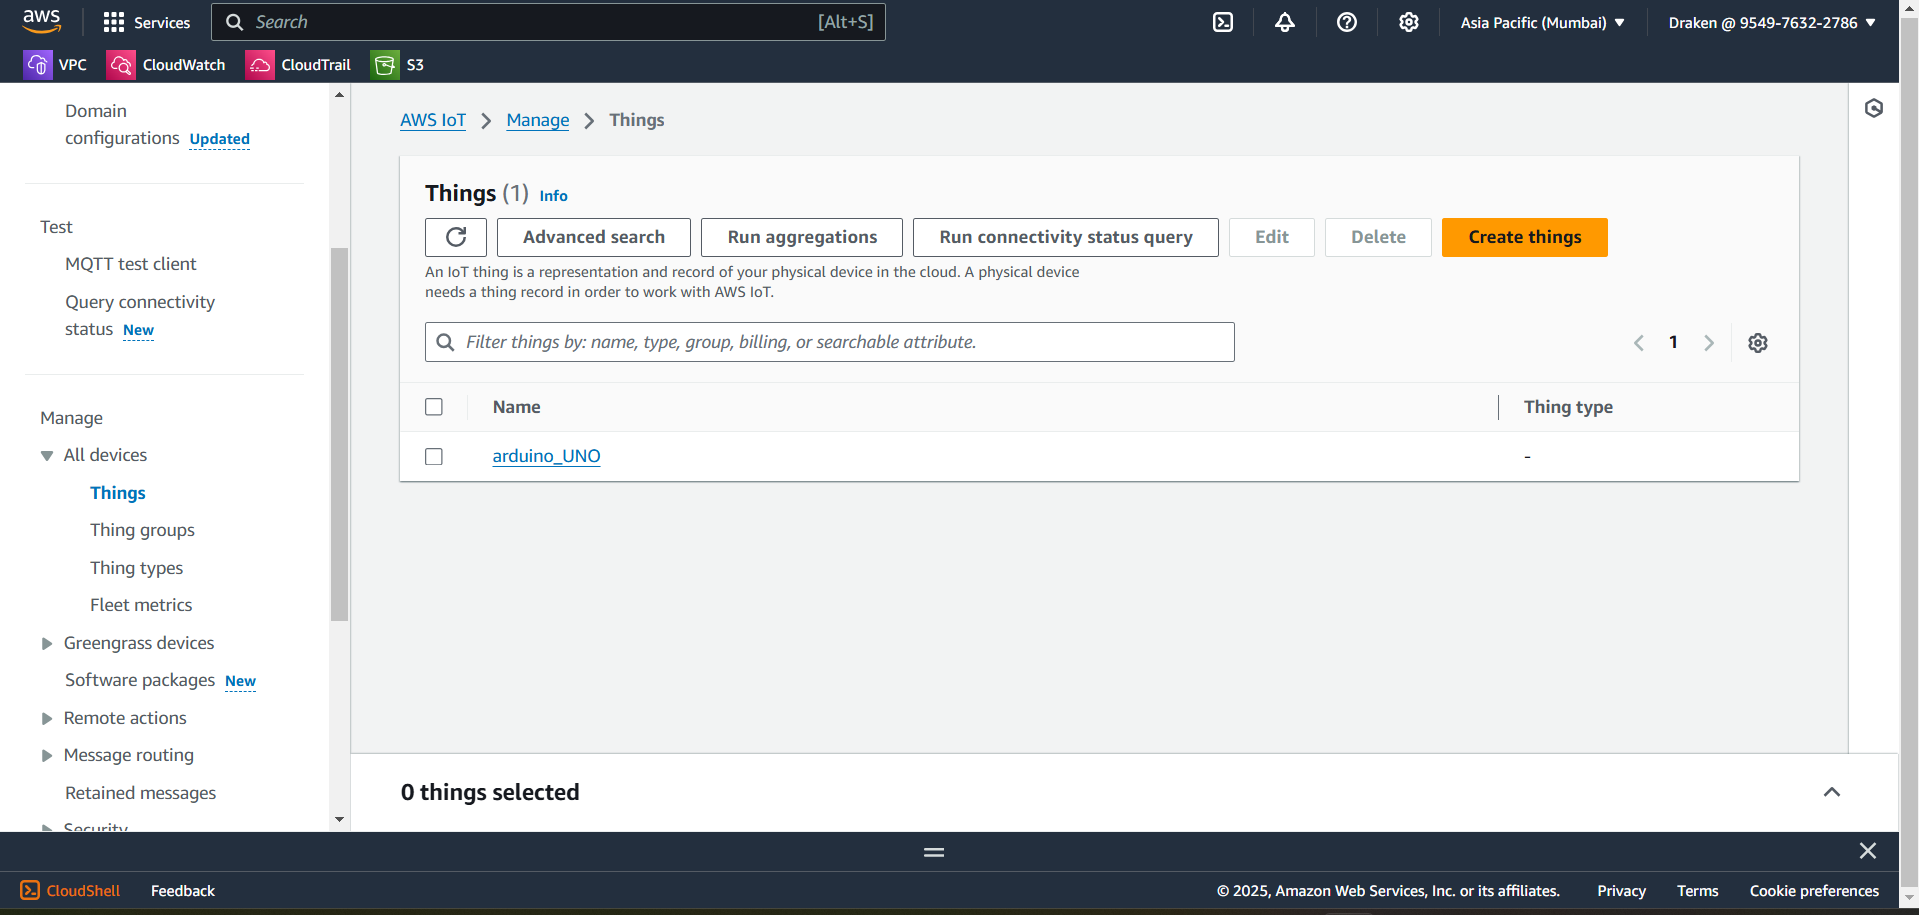 aws
Services
Search [Alt+S]
Asia Pacific (Mumbai)
Draken @ 9549-7632-2786
VPC
CloudWatch
CloudTrail
S3
Domain
configurations Updated
Test
MQTT test client
Query connectivity
status New
Manage
All devices
Things
Thing groups
Thing types
Fleet metrics
Greengrass devices
Software packages New
Remote actions
Message routing
Retained messages
Security
AWS IoT
Manage
Things
Things (1) Info
Advanced search
Run aggregations
Run connectivity status query
Edit
Delete
Create things
An IoT thing is a representation and record of your physical device in the cloud. A physical device
needs a thing record in order to work with AWS IoT.
Filter things by: name, type, group, billing, or searchable attribute.
1
Name
Thing type
arduino_UNO
-
0 things selected
CloudShell
Feedback
© 2025, Amazon Web Services, Inc. or its affiliates.
Privacy
Terms
Cookie preferences